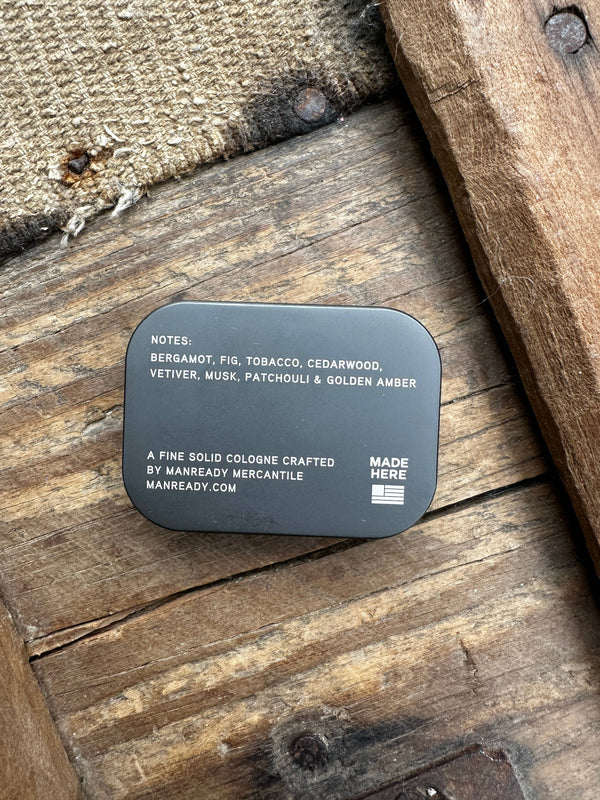 NOTES:
BERGAMOT, FIG, TOBACCO, CEDARWOOD,
VETIVER, MUSK, PATCHOULI & GOLDEN AMBER
A FINE SOLID COLOGNE CRAFTED
BY MANREADY MERCANTILE
MANREADY.COM
MADE
HERE